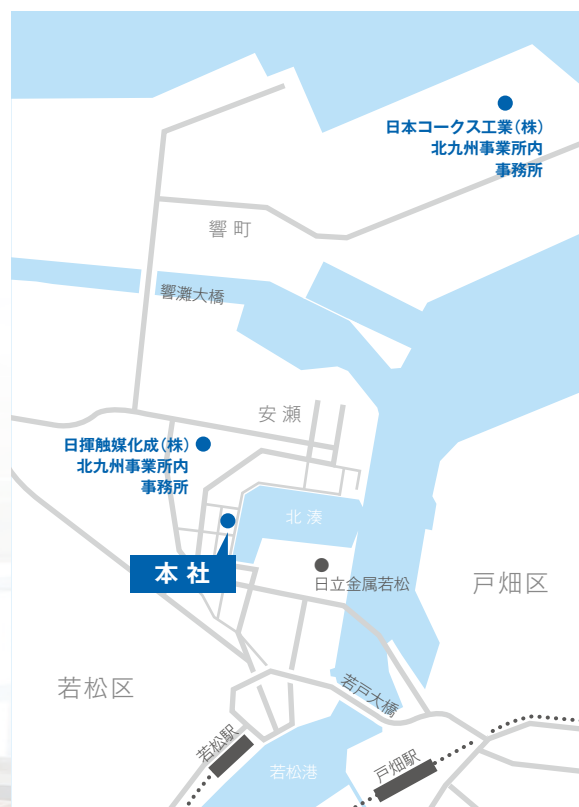 日本コークス工業(株)
北九州事業所内
事務所
響町
響灘大橋
安瀬
日揮触媒化成(株)
北九州事業所内
事務所
北湊
本社
日立金属若松
戸畑区
若松区
若戸大橋
若松駅
戸畑駅
若松港